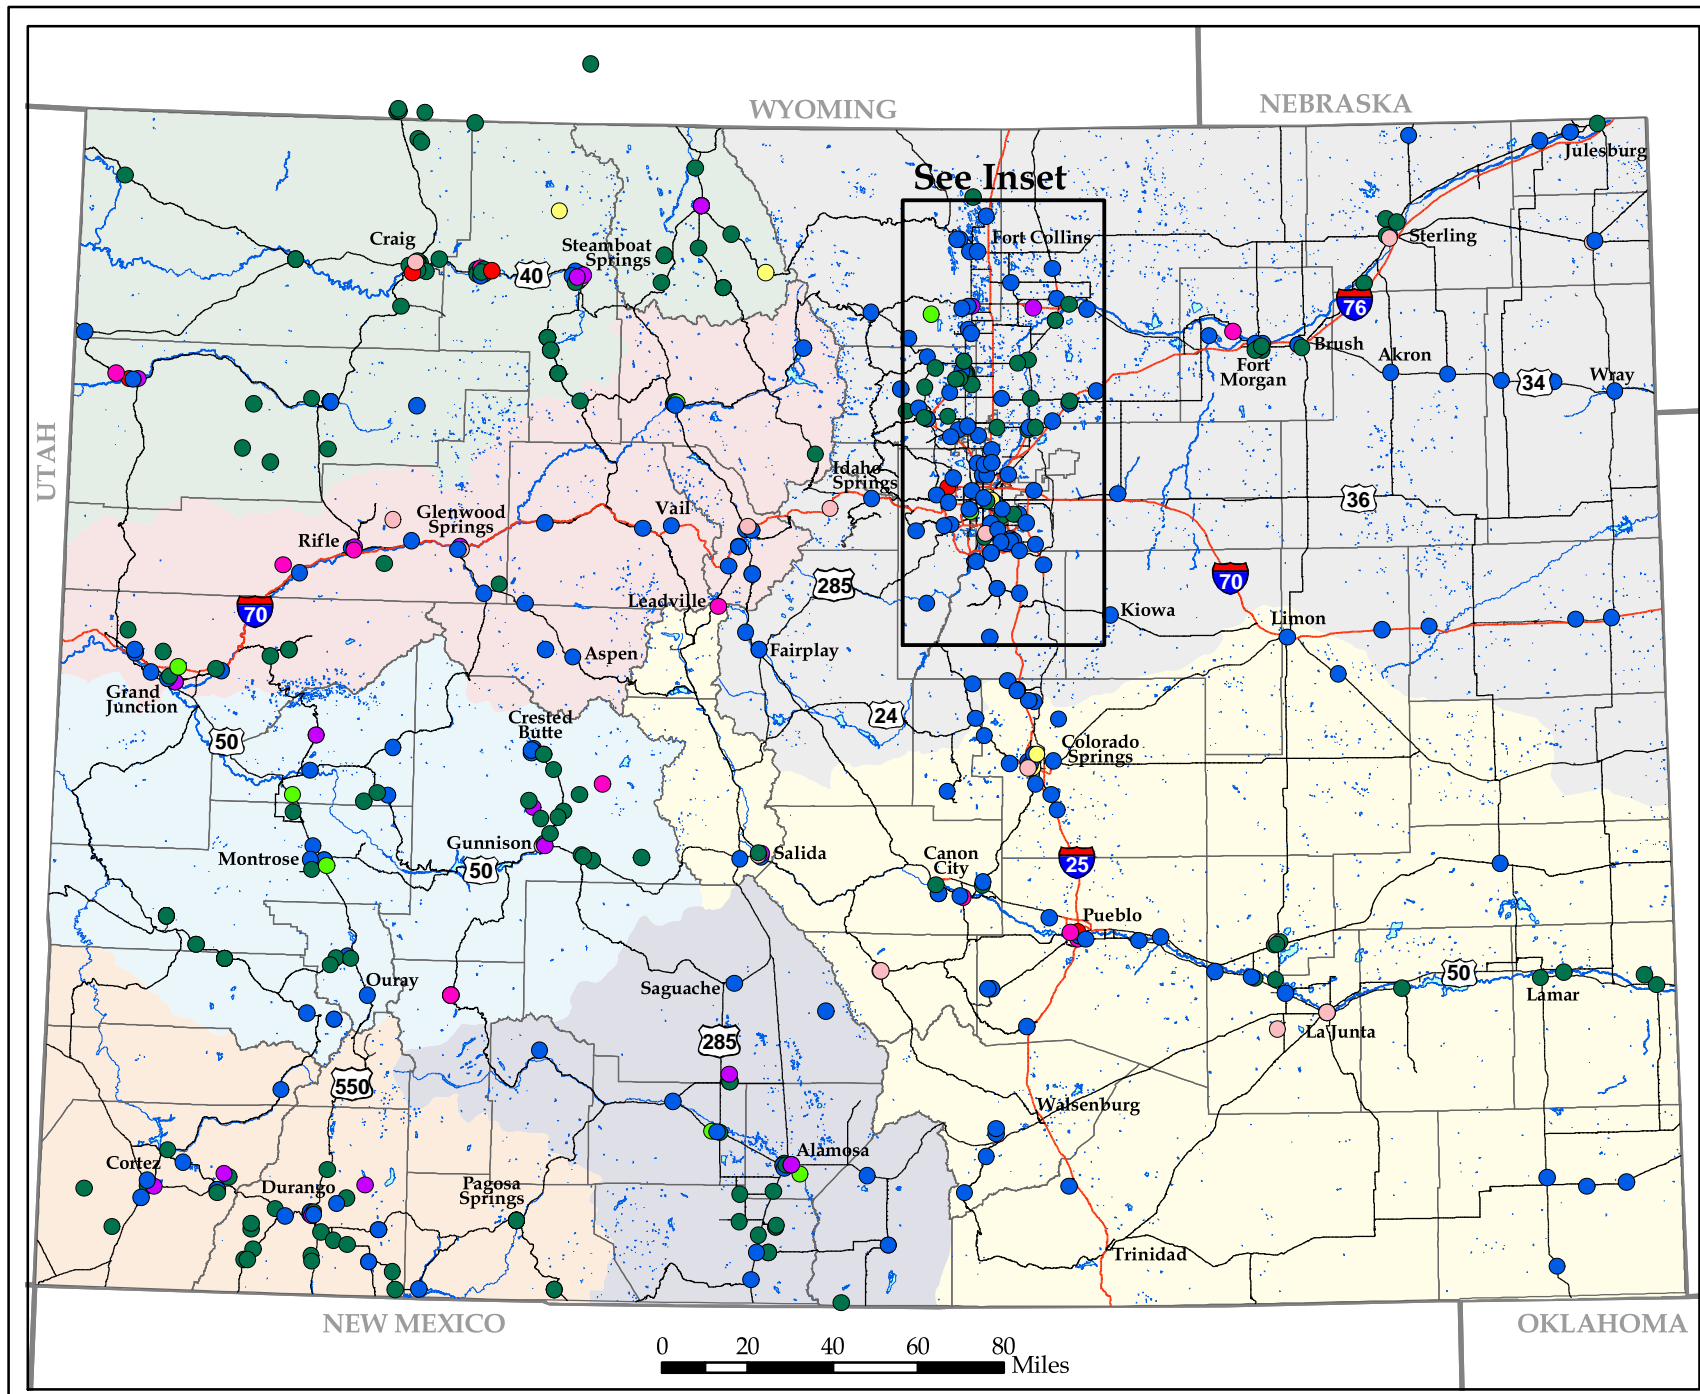 WYOMING
NEBRASKA
Julesburg
See Inset
Craig
Steamboat
Springs
40
Fort Collins
Sterling
76
Brush
Fort
Morgan
Akron
34
Wray
UTAH
Idaho
Springs
36
Glenwood
Springs
Vail
Rifle
70
285
70
Leadville
Kiowa
Limon
Fairplay
Aspen
Grand
Junction
50
Crested
Butte
24
Colorado
Springs
Montrose
Gunnison
50
Salida
Canon
City
25
Pueblo
Ouray
Saguache
50
Lamar
La Junta
285
550
Walsenburg
Cortez
Durango
Pagosa
Springs
Alamosa
Trinidad
NEW MEXICO
OKLAHOMA
0 20 40 60 80
Miles